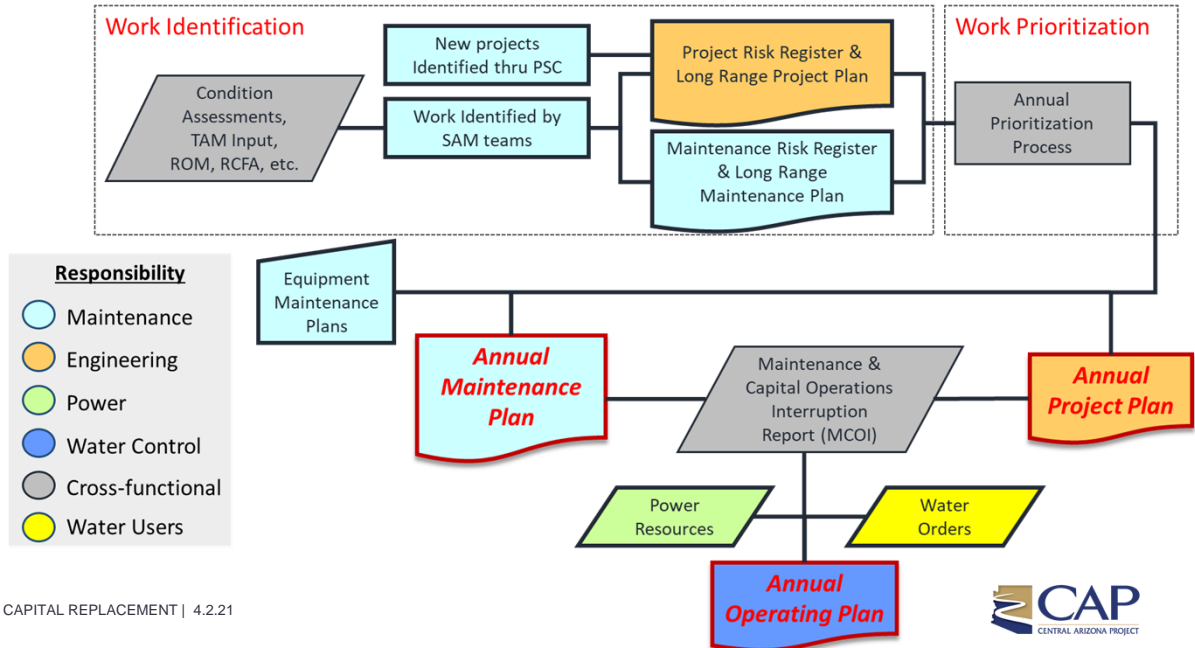 Work Identification
Work Prioritization
New projects
Identified thru PSC
Project Risk Register &
Long Range Project Plan
Condition
Assessments,
TAM Input,
ROM, RCFA, etc.
Work Identified by
SAM teams
Annual
Prioritization
Process
Maintenance Risk Register
& Long Range
Maintenance Plan
Responsibility
Maintenance
Engineering
Power
Water Control
Cross-functional
Water Users
Equipment
Maintenance
Plans
Annual
Maintenance
Plan
Maintenance &
Capital Operations
Interruption
Report (MCOI)
Annual
Project Plan
Power
Resources
Water
Orders
Annual
Operating Plan
CAPITAL REPLACEMENT | 4.2.21
CAP
CENTRAL ARIZONA PROJECT